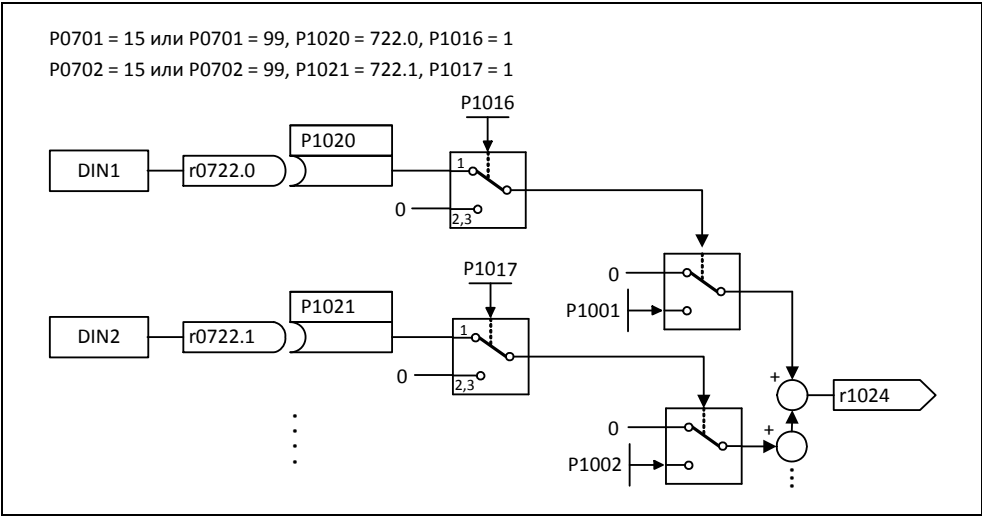 P0701 = 15 или P0701 = 99, P1020 = 722.0, P1016 = 1
P0702 = 15 или P0702 = 99, P1021 = 722.1, P1017 = 1
P1016
P1020
DIN1
r0722.0
1
0
2,3
P1017
0
P1001
P1021
DIN2
r0722.1
1
0
2,3
+
r1024
0
+
P1002